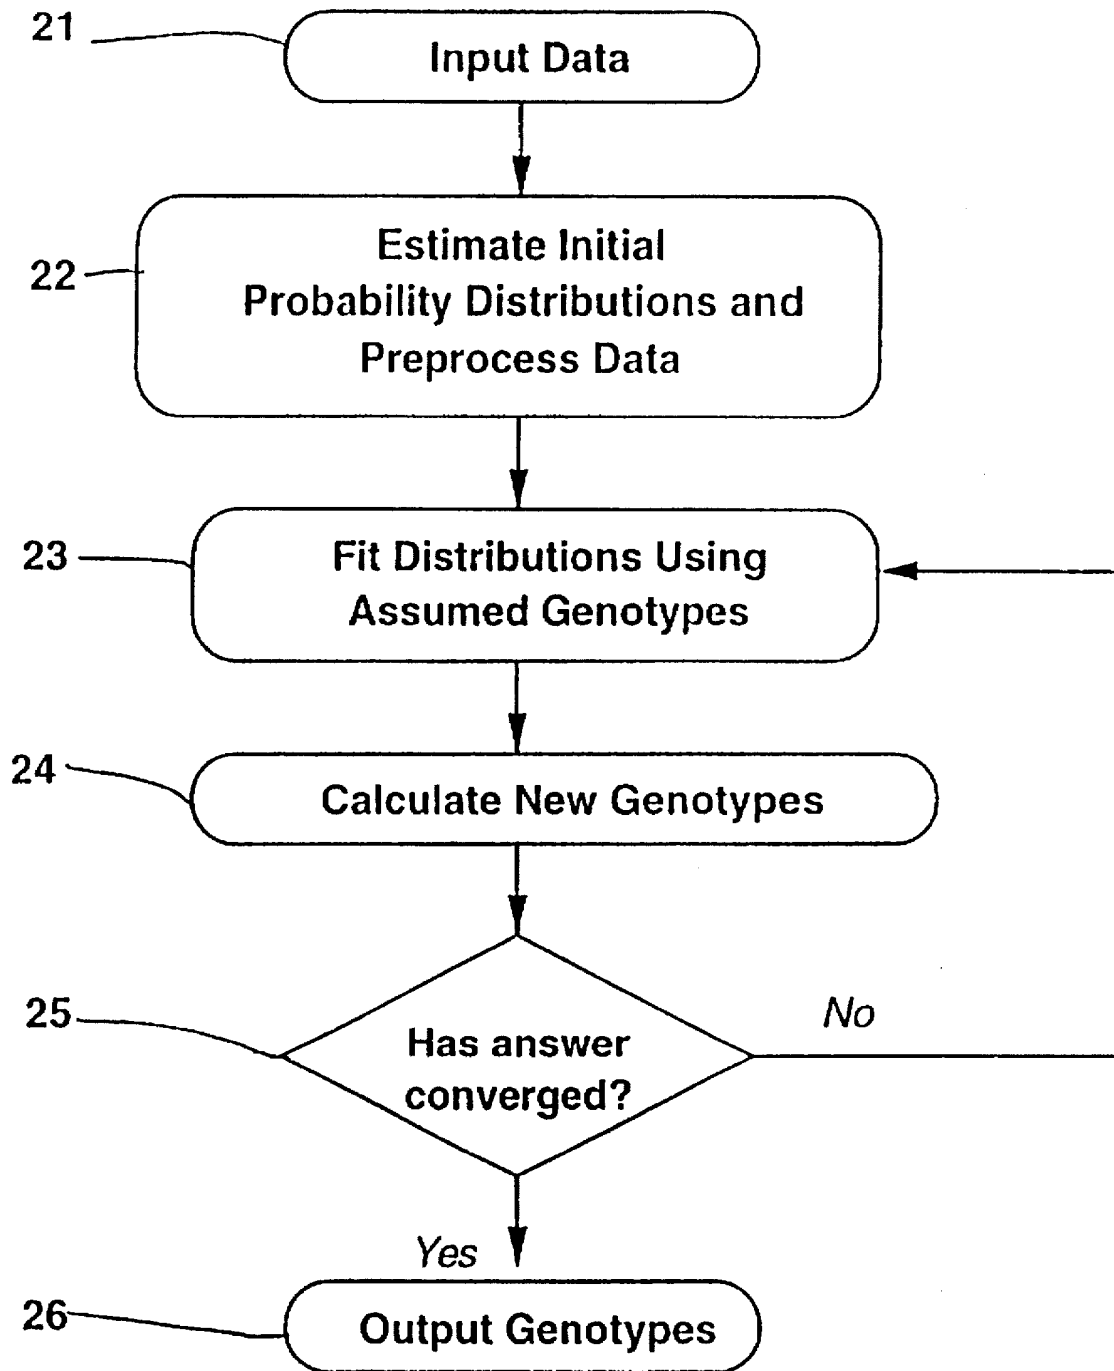 21
Input Data
22
Estimate Initial
Probability Distributions and
Preprocess Data
23
Fit Distributions Using
Assumed Genotypes
24
Calculate New Genotypes
25
Has answer
converged?
No
Yes
26
Output Genotypes